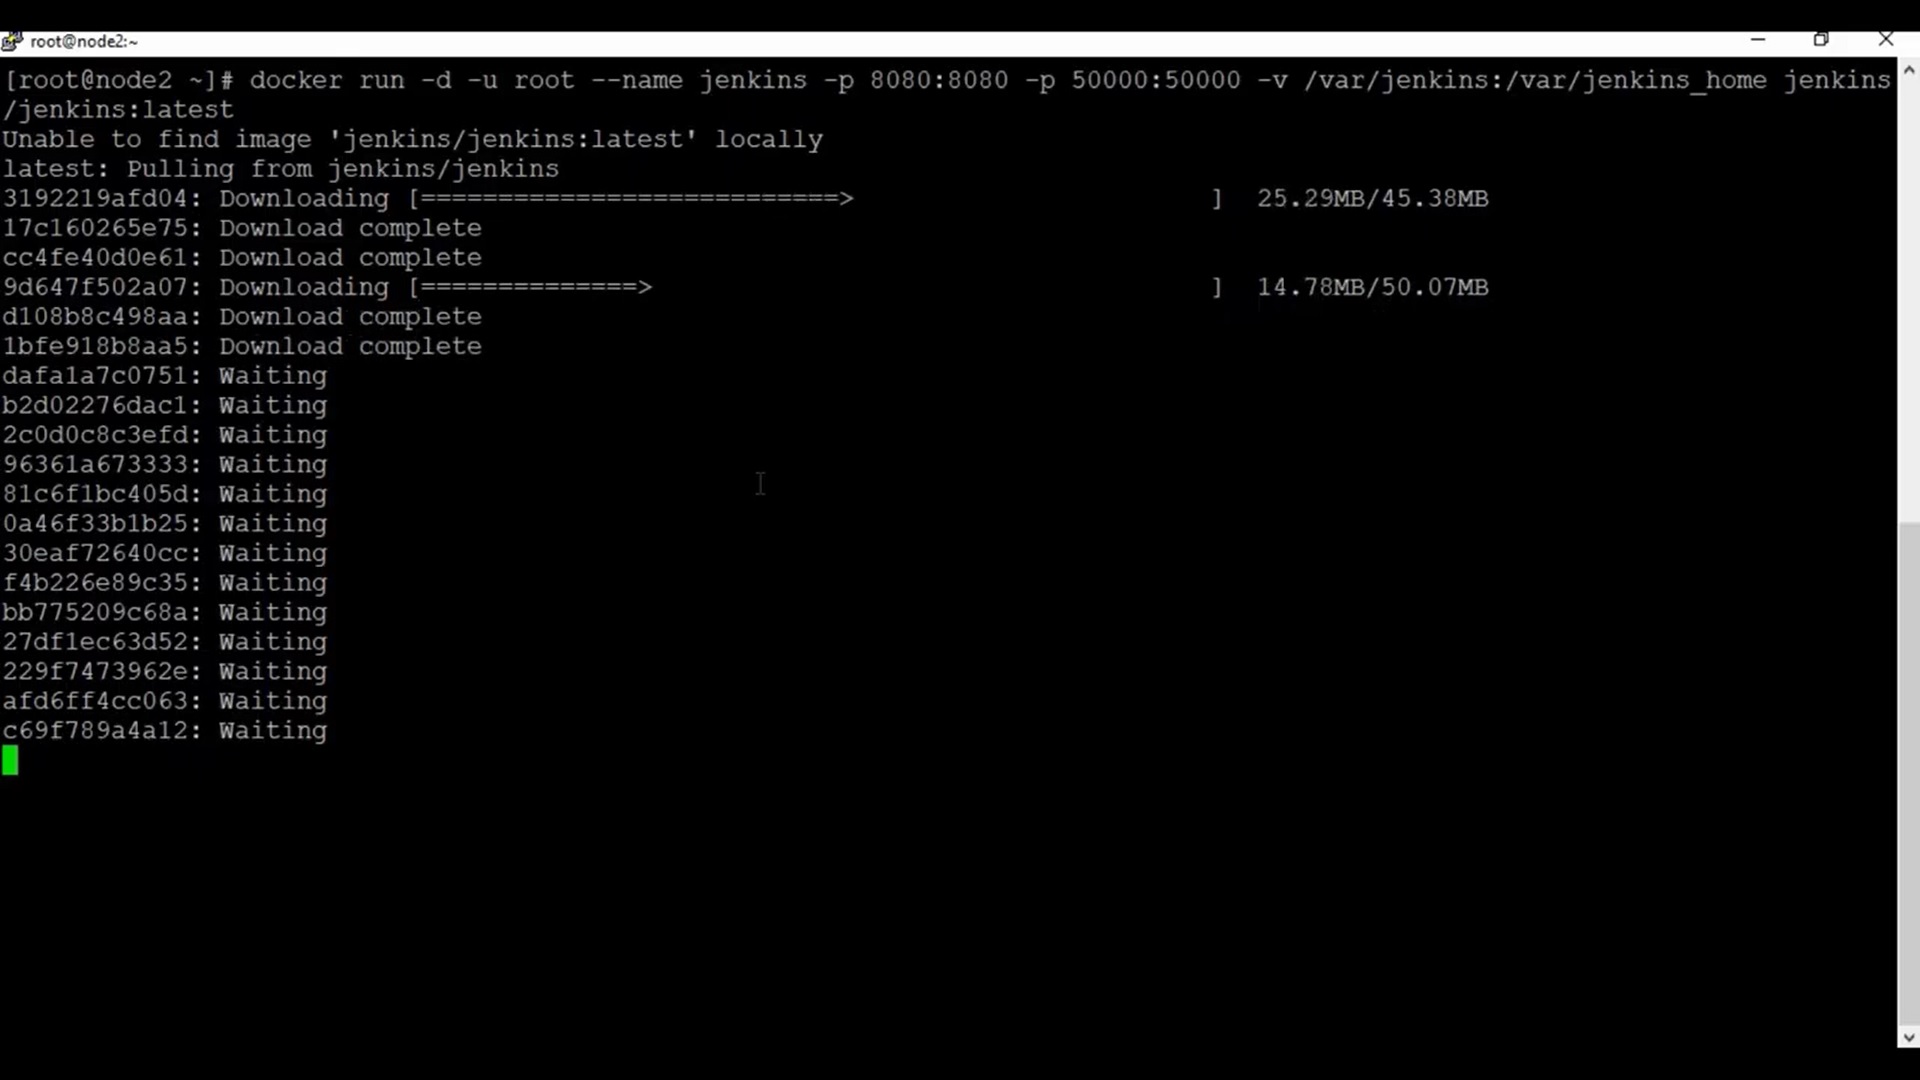 root@node2:~
[root@node2 ~]# docker run -d -u root --name jenkins -p 8080:8080 -p 50000:50000 -v /var/jenkins:/var/jenkins_home jenkins
/jenkins:latest
Unable to find image 'jenkins/jenkins:latest' locally
latest: Pulling from jenkins/jenkins
3192219afd04: Downloading [===========================>                       ]  25.29MB/45.38MB
17c160265e75: Download complete
cc4fe40d0e61: Download complete
9d647f502a07: Downloading [==============>                                    ]  14.78MB/50.07MB
d108b8c498aa: Download complete
1bfe918b8aa5: Download complete
dafa1a7c0751: Waiting
b2d02276dac1: Waiting
2c0d0c8c3efd: Waiting
96361a673333: Waiting
81c6f1bc405d: Waiting
0a46f33b1b25: Waiting
30eaf72640cc: Waiting
f4b226e89c35: Waiting
bb775209c68a: Waiting
27df1ec63d52: Waiting
229f7473962e: Waiting
afd6ff4cc063: Waiting
c69f789a4a12: Waiting